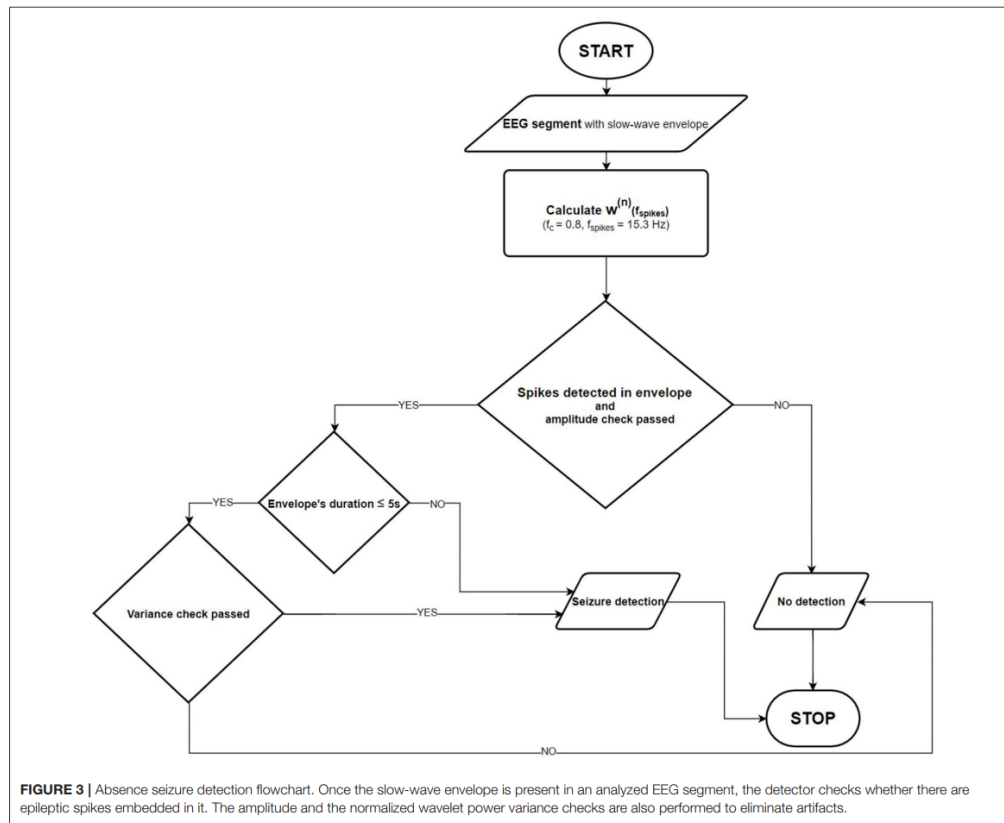 START
EEG segment with slow-wave envelope
Calculate W(n)(fspikes)
(fc = 0.8, fspikes = 15.3 Hz)
Spikes detected in envelope
and
amplitude check passed
YES
NO
Envelope's duration ≤ 5s
YES
NO
Variance check passed
YES
Seizure detection
No detection
STOP
NO
FIGURE 3 | Absence seizure detection flowchart. Once the slow-wave envelope is present in an analyzed EEG segment, the detector checks whether there are
epileptic spikes embedded in it. The amplitude and the normalized wavelet power variance checks are also performed to eliminate artifacts.